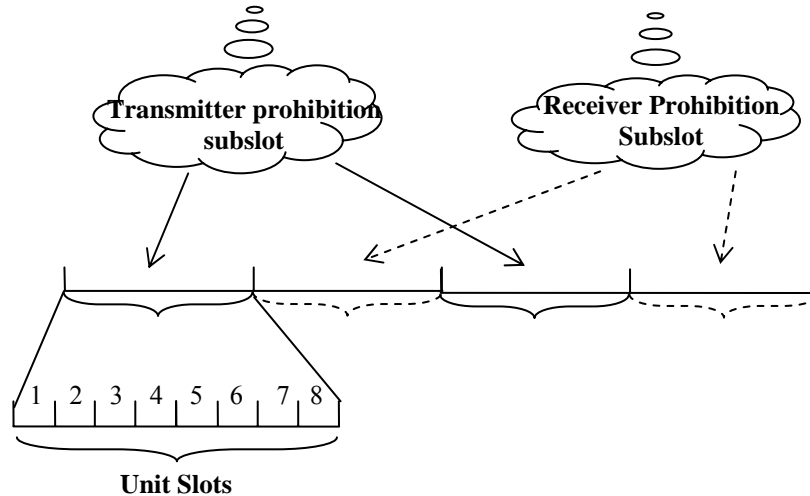 Transmitter prohibition
subslot
Receiver Prohibition
Subslot
1 2 3 4 5 6 7 8
Unit Slots